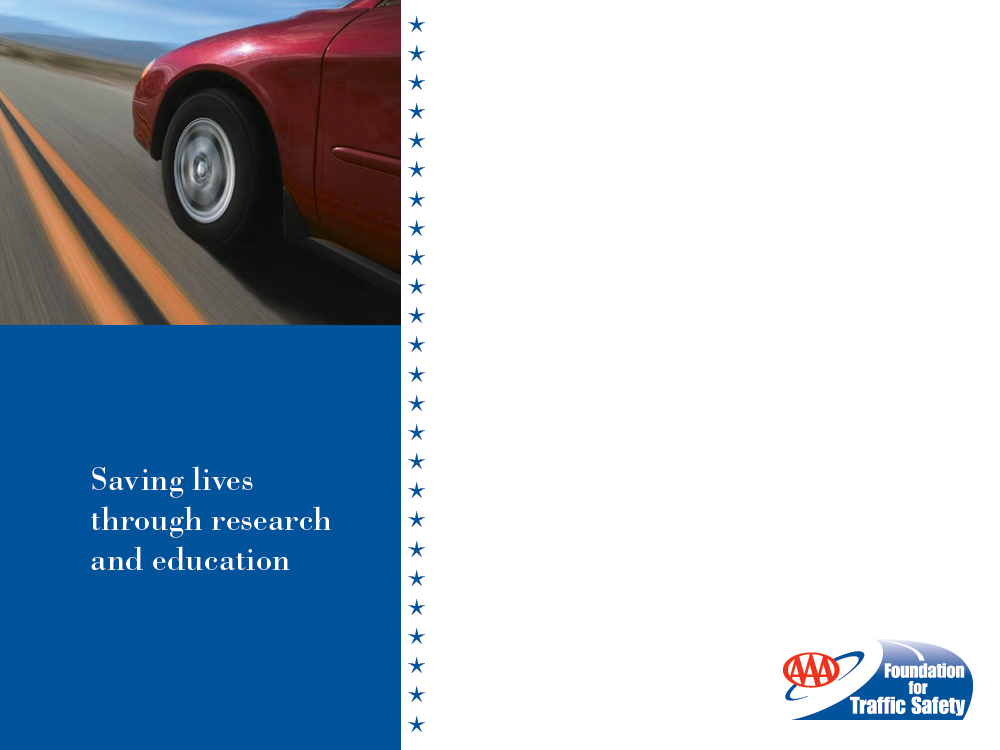 Saving lives
through research
and education
AAA
Foundation
for
Traffic Safety